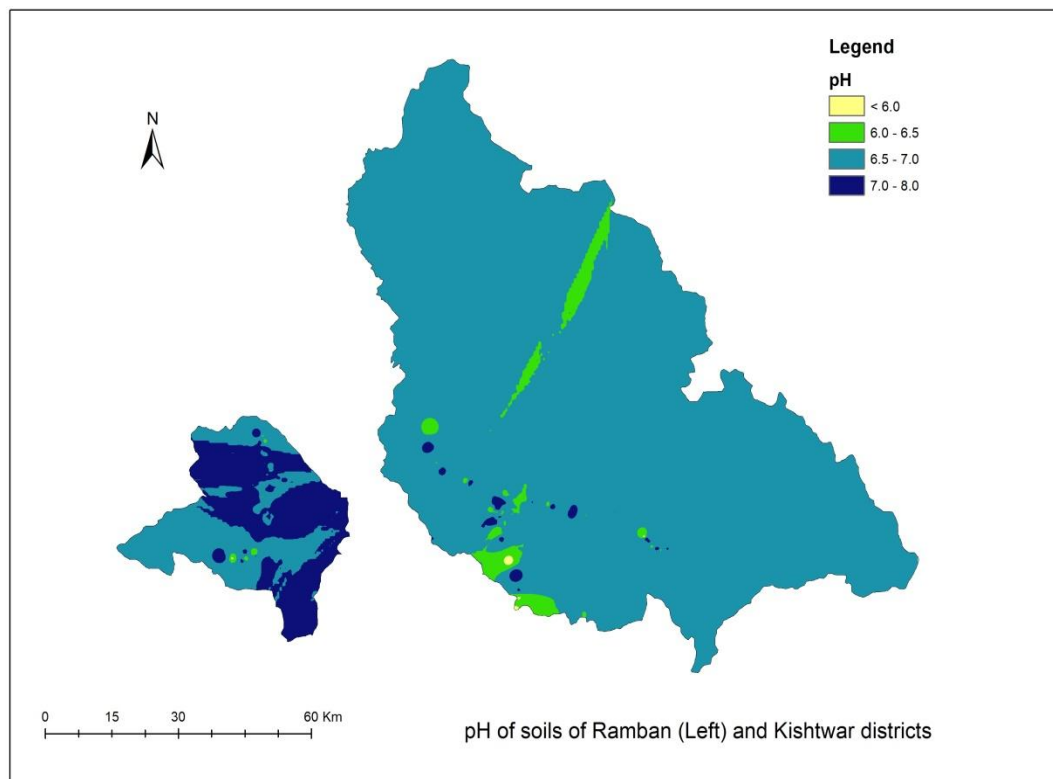 Legend
pH
< 6.0
6.0 - 6.5
6.5 - 7.0
7.0 - 8.0
N
0 15 30 60 Km
pH of soils of Ramban (Left) and Kishtwar districts